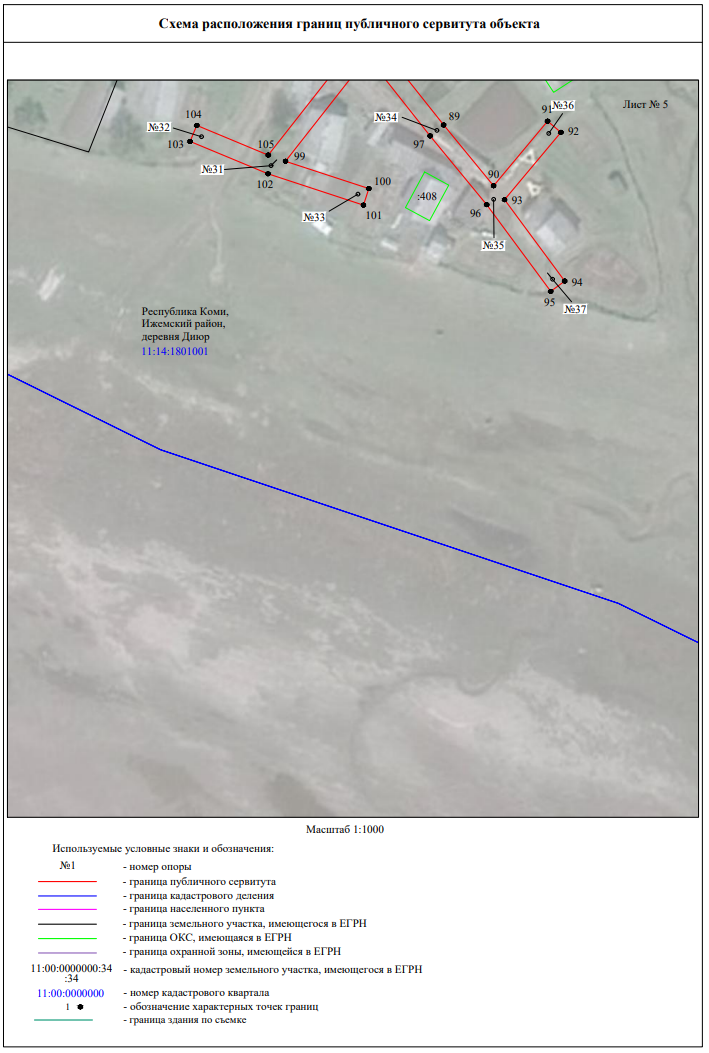 Схема расположения границ публичного сервитута объекта
Лист № 5
104
№32
103
105
№31
99
102
100
№33
101
№34
89
97
:408
91
№36
92
90
93
96
№35
94
95
№37
Республика Коми,
Ижемский район,
деревня Диюр
11:14:1801001
Масштаб 1:1000
Используемые условные знаки и обозначения:
№1 - номер опоры
- граница публичного сервитута
- граница кадастрового деления
- граница населенного пункта
- граница земельного участка, имеющегося в ЕГРН
- граница ОКС, имеющаяся в ЕГРН
- граница охранной зоны, имеющейся в ЕГРН
11:00:0000000:34 - кадастровый номер земельного участка, имеющегося в ЕГРН
:34
11:00:0000000 - номер кадастрового квартала
1 - обозначение характерных точек границ
- граница здания по съемке